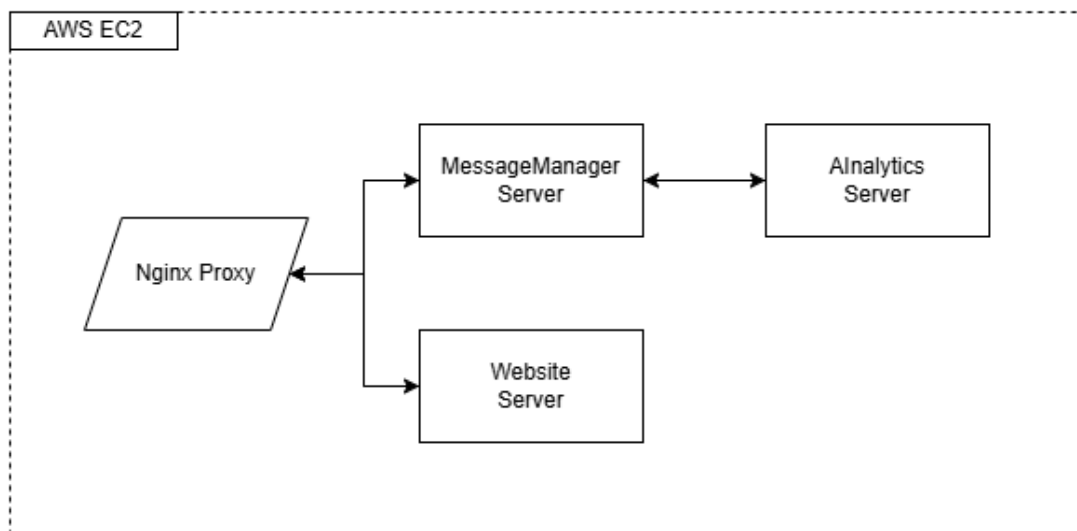 AWS EC2
MessageManager
Server
AInalytics
Server
Nginx Proxy
Website
Server